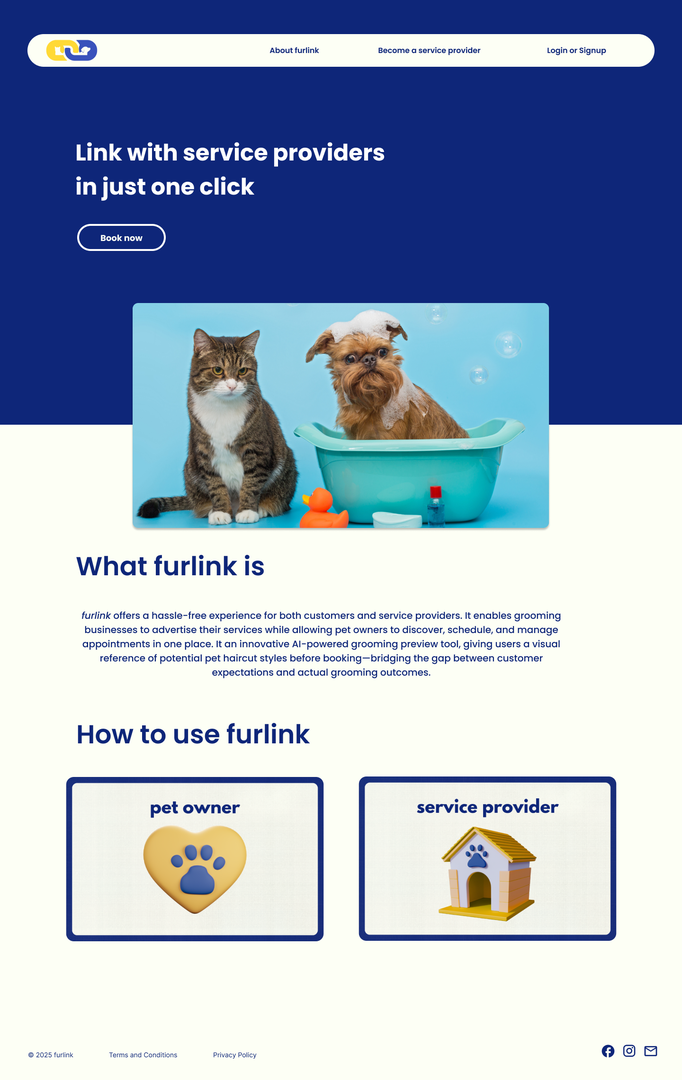 About furlink
Become a service provider
Login or Signup
Link with service providers
in just one click
Book now
What furlink is
furlink offers a hassle-free experience for both customers and service providers. It enables grooming
businesses to advertise their services while allowing pet owners to discover, schedule, and manage
appointments in one place. It an innovative AI-powered grooming preview tool, giving users a visual
reference of potential pet haircut styles before booking—bridging the gap between customer
expectations and actual grooming outcomes.
How to use furlink
pet owner
service provider
© 2025 furlink
Terms and Conditions
Privacy Policy